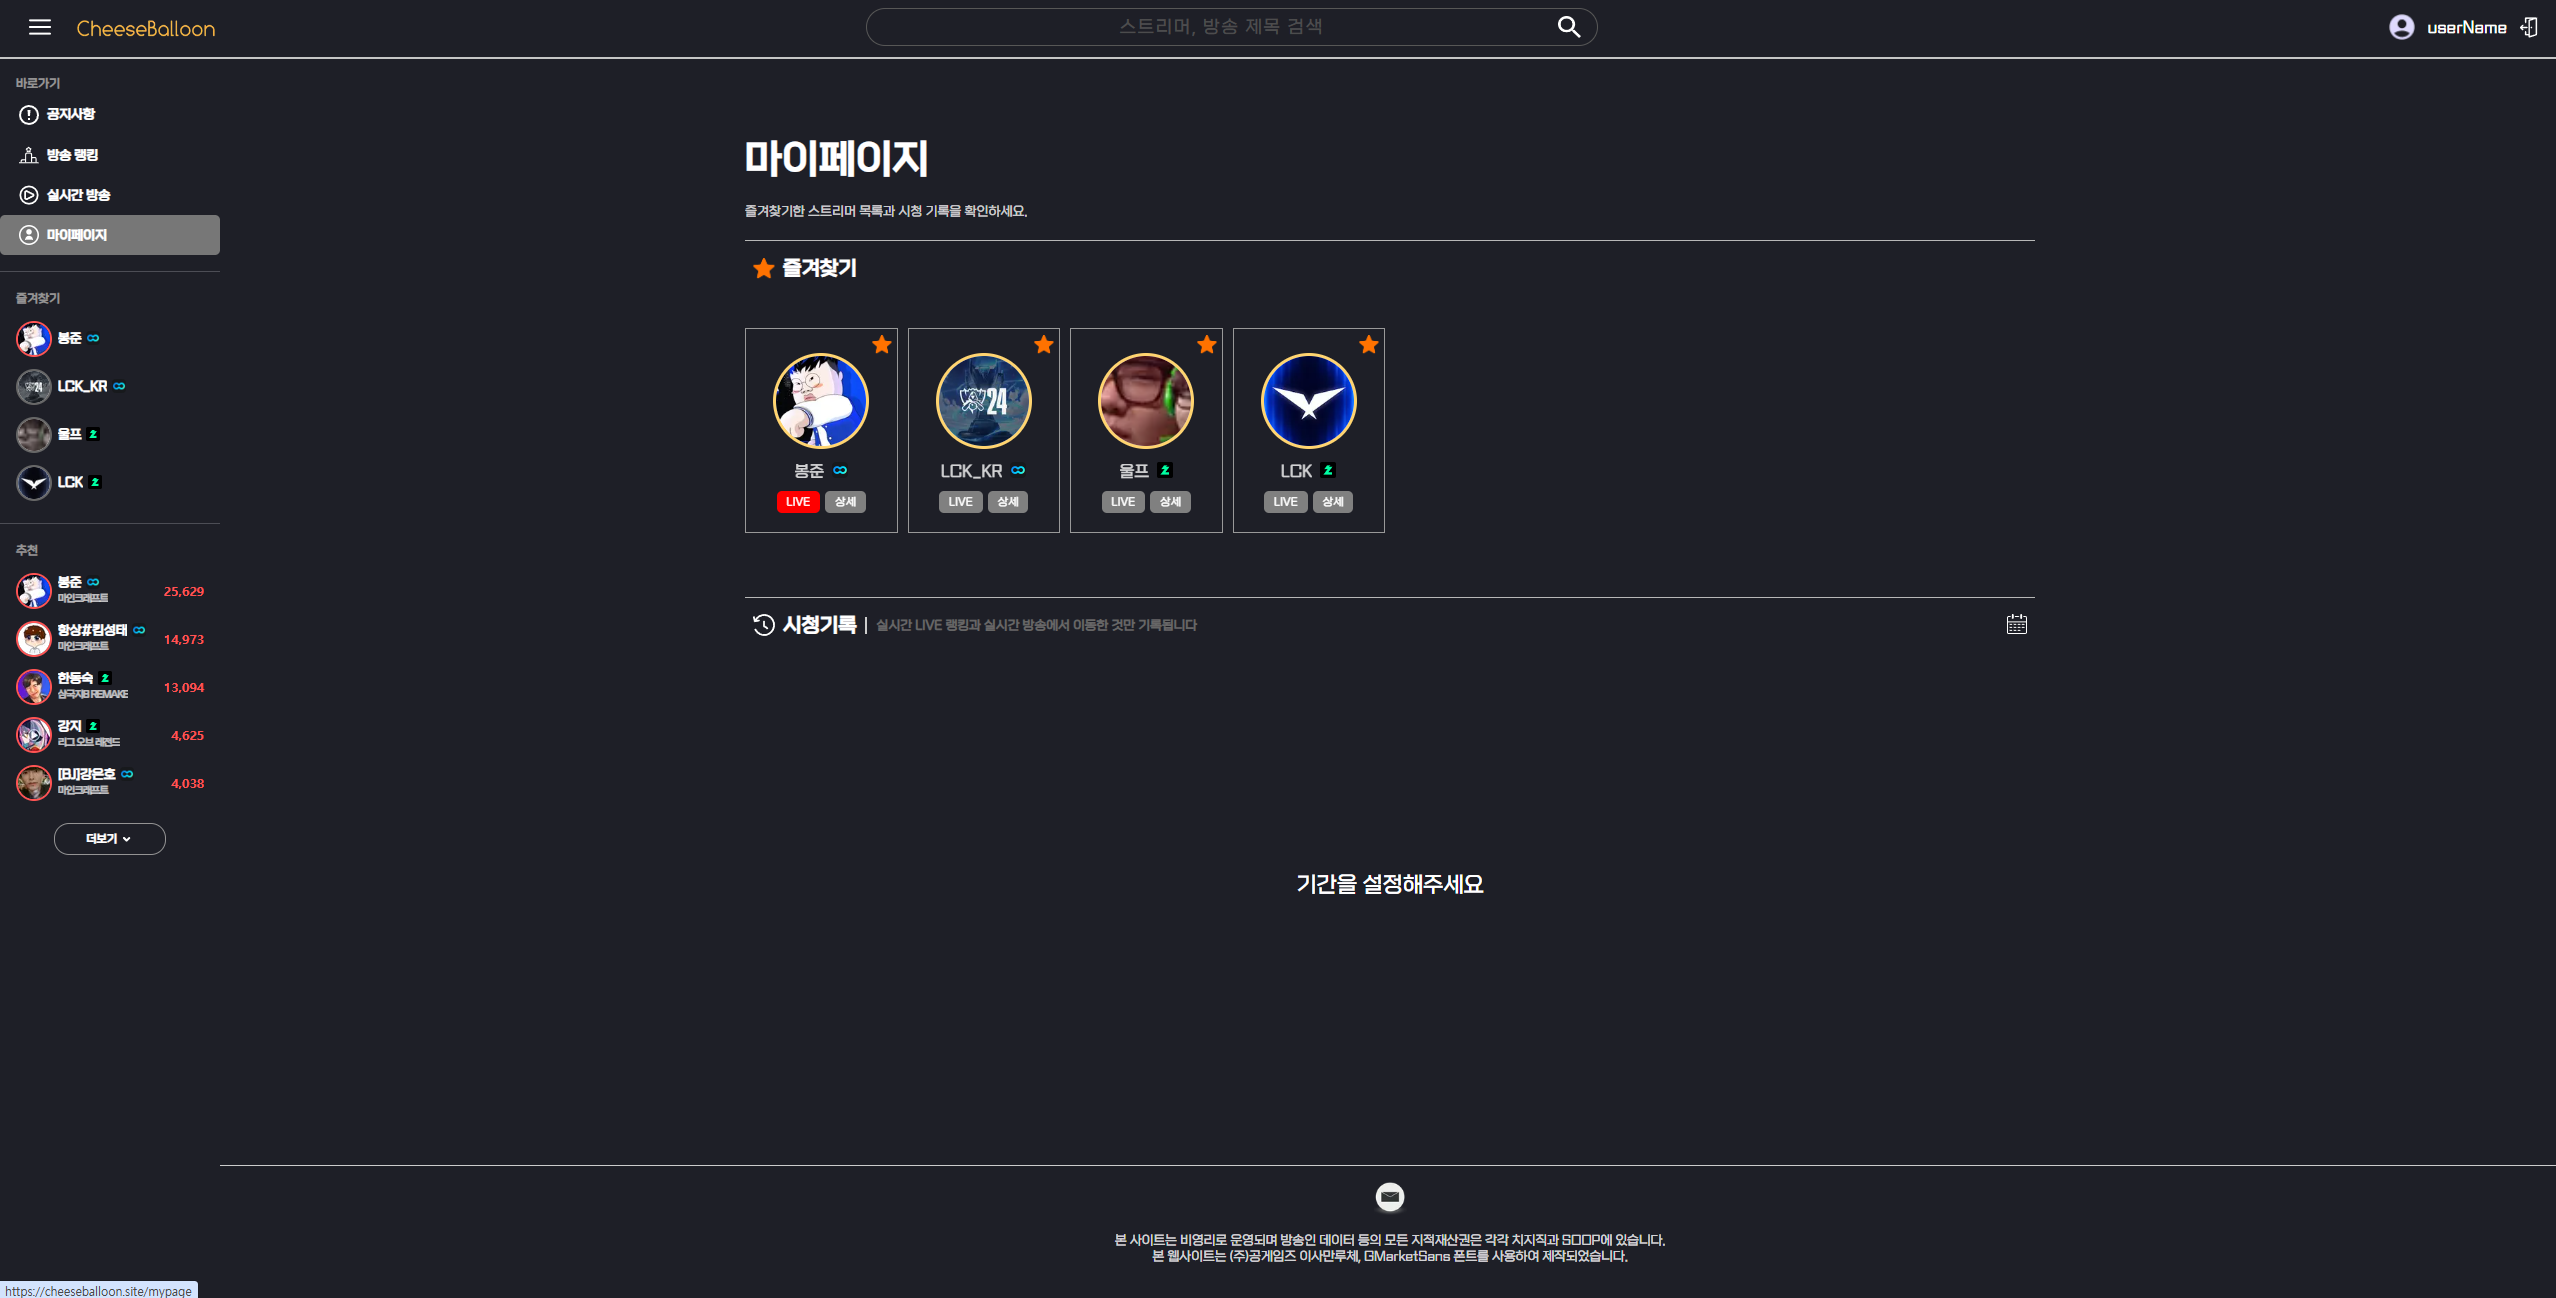 CheeseBalloon
스트리머, 방송 제목 검색
userName
바로가기
공지사항
방송 랭킹
실시간 방송
마이페이지
즐겨찾기
봉준
LCK_KR
울프
LCK
추천
봉준
마인크래프트
25,629
항상#킴성태
마인크래프트
14,973
한동숙
삼국지8 REMAKE
13,094
강지
리그 오브 레전드
4,625
[BJ]강은호
마인크래프트
4,038
더보기
마이페이지
즐겨찾기한 스트리머 목록과 시청 기록을 확인하세요.
즐겨찾기
봉준
LIVE 상세
24
LCK_KR
LIVE 상세
울프
LIVE 상세
LCK
LIVE 상세
시청기록 | 실시간 LIVE 랭킹과 실시간 방송에서 이동한 것만 기록됩니다
기간을 설정해주세요
본 사이트는 비영리로 운영되며 방송인 데이터 등의 모든 지적재산권은 각각 치지직과 SOOP에 있습니다.
본 웹사이트는 (주)공게임즈 이사만루체, GMarketSans 폰트를 사용하여 제작되었습니다.
https://cheeseballoon.site/mypage